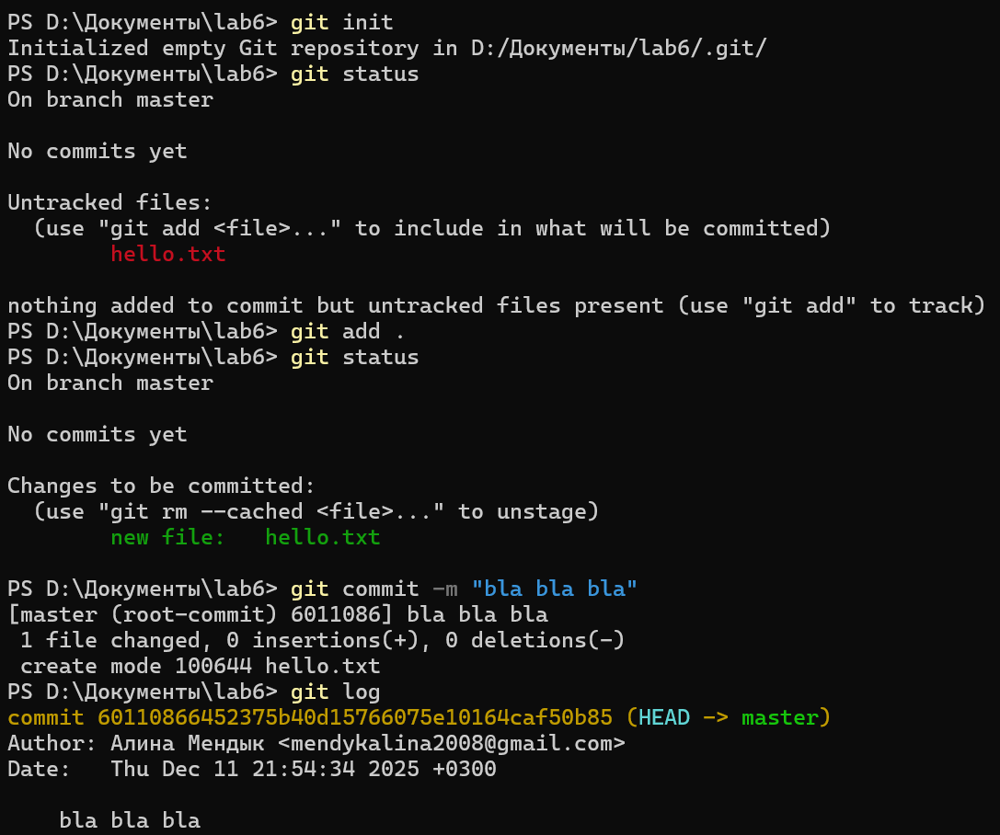 PS D:\Документы\lab6> git init
Initialized empty Git repository in D:/Документы/lab6/.git/
PS D:\Документы\lab6> git status
On branch master

No commits yet

Untracked files:
  (use "git add <file>..." to include in what will be committed)
        hello.txt

nothing added to commit but untracked files present (use "git add" to track)
PS D:\Документы\lab6> git add .
PS D:\Документы\lab6> git status
On branch master

No commits yet

Changes to be committed:
  (use "git rm --cached <file>..." to unstage)
        new file:   hello.txt

PS D:\Документы\lab6> git commit -m "bla bla bla"
[master (root-commit) 6011086] bla bla bla
 1 file changed, 0 insertions(+), 0 deletions(-)
 create mode 100644 hello.txt
PS D:\Документы\lab6> git log
commit 60110866452375b40d15766075e10164caf50b85 (HEAD -> master)
Author: Алина Мендык <mendykalina2008@gmail.com>
Date:   Thu Dec 11 21:54:34 2025 +0300

    bla bla bla